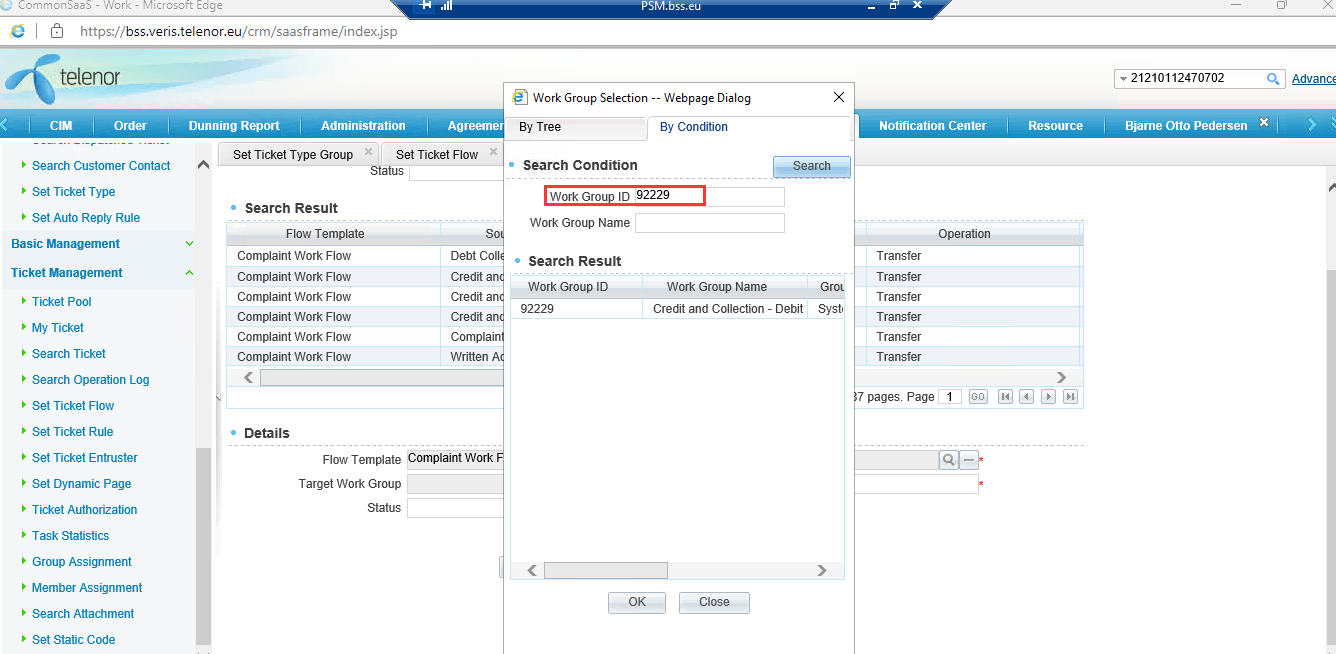 CommonSaaS - Work - Microsoft Edge
PSM.bss.eu
https://bss.veris.telenor.eu/crm/saasframe/index.jsp
telenor
21210112470702
Advance
CIM
Order
Dunning Report
Administration
Agreemer
Notification Center
Resource
Bjarne Otto Pedersen
Search Customer Contact
Set Ticket Type
Set Auto Reply Rule
Basic Management
Ticket Management
Ticket Pool
My Ticket
Search Ticket
Search Operation Log
Set Ticket Flow
Set Ticket Rule
Set Ticket Entruster
Set Dynamic Page
Ticket Authorization
Task Statistics
Group Assignment
Member Assignment
Search Attachment
Set Static Code
Set Ticket Type Group
Set Ticket Flow
Status
Search Result
Flow Template Sou Operation
Complaint Work Flow Debt Colle Transfer
Complaint Work Flow Credit anc Transfer
Complaint Work Flow Credit anc Transfer
Complaint Work Flow Credit anc Transfer
Complaint Work Flow Complaint Transfer
Complaint Work Flow Written Ac Transfer
37 pages. Page 1 GO
Details
Flow Template Complaint Work F *
Target Work Group *
Status
Work Group Selection -- Webpage Dialog
By Tree
By Condition
Search Condition
Search
Work Group ID 92229
Work Group Name
Search Result
Work Group ID Work Group Name Grou
92229 Credit and Collection - Debit Syste
OK
Close